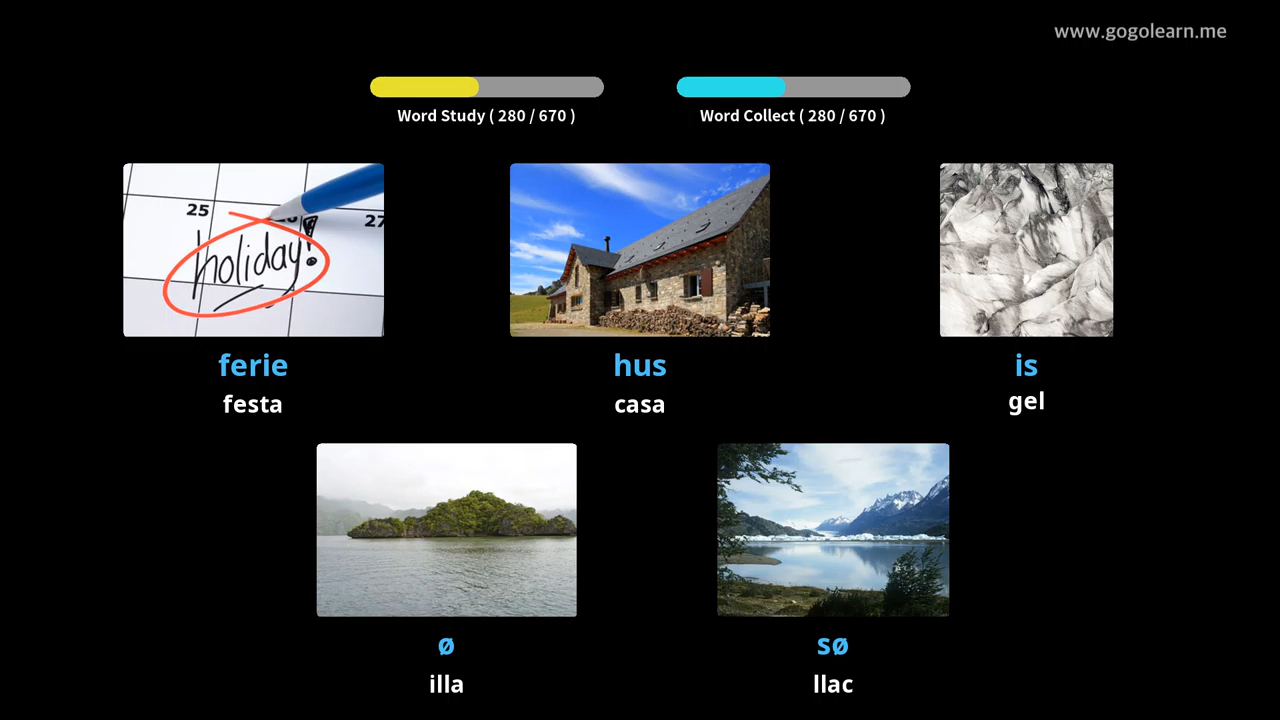 www.gogolearn.me
Word Study ( 280 / 670 )
Word Collect ( 280 / 670 )
25
27
holiday!
ferie
festa
hus
casa
is
gel
ø
illa
sø
llac